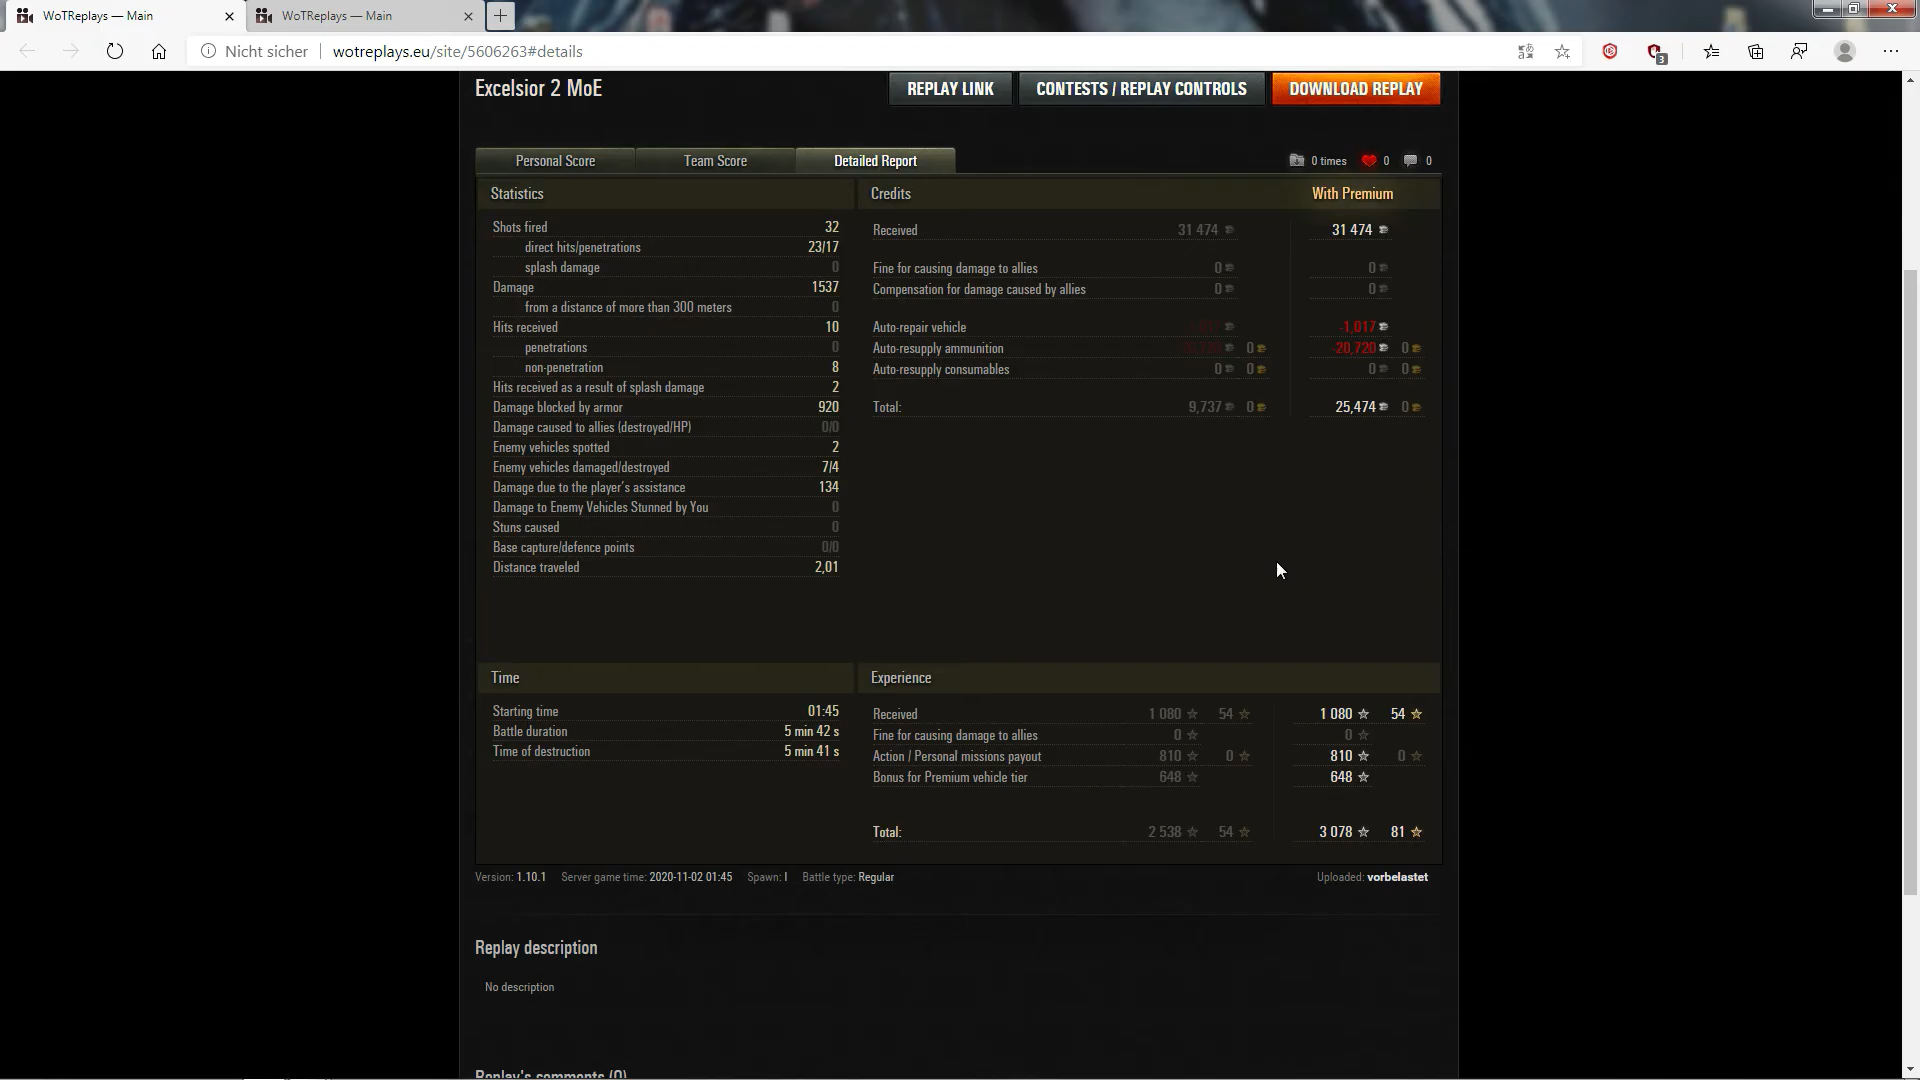 WoTReplays — Main
WoTReplays — Main
Nicht sicher wotreplays.eu/site/5606263#details
3
Excelsior 2 MoE
REPLAY LINK
CONTESTS / REPLAY CONTROLS
DOWNLOAD REPLAY
Personal Score
Team Score
Detailed Report
0 times 0 0
Statistics
Shots fired 32
direct hits/penetrations 23/17
splash damage 0
Damage 1537
from a distance of more than 300 meters 0
Hits received 10
penetrations 0
non-penetration 8
Hits received as a result of splash damage 2
Damage blocked by armor 920
Damage caused to allies (destroyed/HP) 0/0
Enemy vehicles spotted 2
Enemy vehicles damaged/destroyed 7/4
Damage due to the player's assistance 134
Damage to Enemy Vehicles Stunned by You 0
Stuns caused 0
Base capture/defence points 0/0
Distance traveled 2,01
Credits With Premium
Received 31 474 31 474
Fine for causing damage to allies 0 0
Compensation for damage caused by allies 0 0
Auto-repair vehicle -1,017
Auto-resupply ammunition 0 -20,720 0
Auto-resupply consumables 0 0 0 0
Total: 9,737 0 25,474 0
Time
Starting time 01:45
Battle duration 5 min 42 s
Time of destruction 5 min 41 s
Experience
Received 1 080 54 1 080 54
Fine for causing damage to allies 0 0
Action / Personal missions payout 810 0 810 0
Bonus for Premium vehicle tier 648 648
Total: 2 538 54 3 078 81
Version: 1.10.1 Server game time: 2020-11-02 01:45 Spawn: I Battle type: Regular Uploaded: vorbelastet
Replay description
No description
Replay's comments (0)